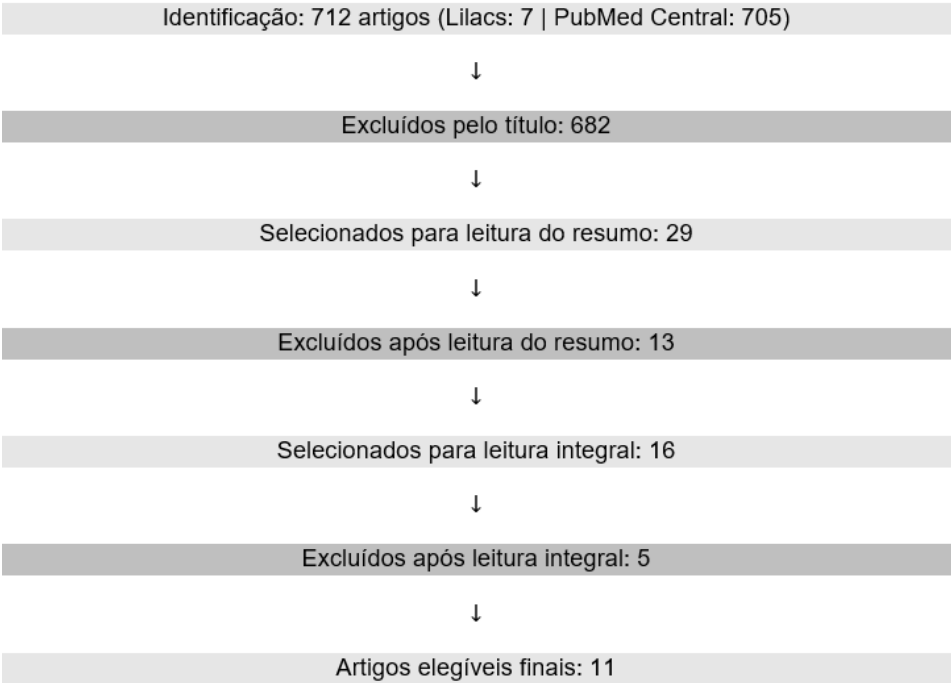 Identificação: 712 artigos (Lilacs: 7 | PubMed Central: 705)
↓
Excluídos pelo título: 682
↓
Selecionados para leitura do resumo: 29
↓
Excluídos após leitura do resumo: 13
↓
Selecionados para leitura integral: 16
↓
Excluídos após leitura integral: 5
↓
Artigos elegíveis finais: 11